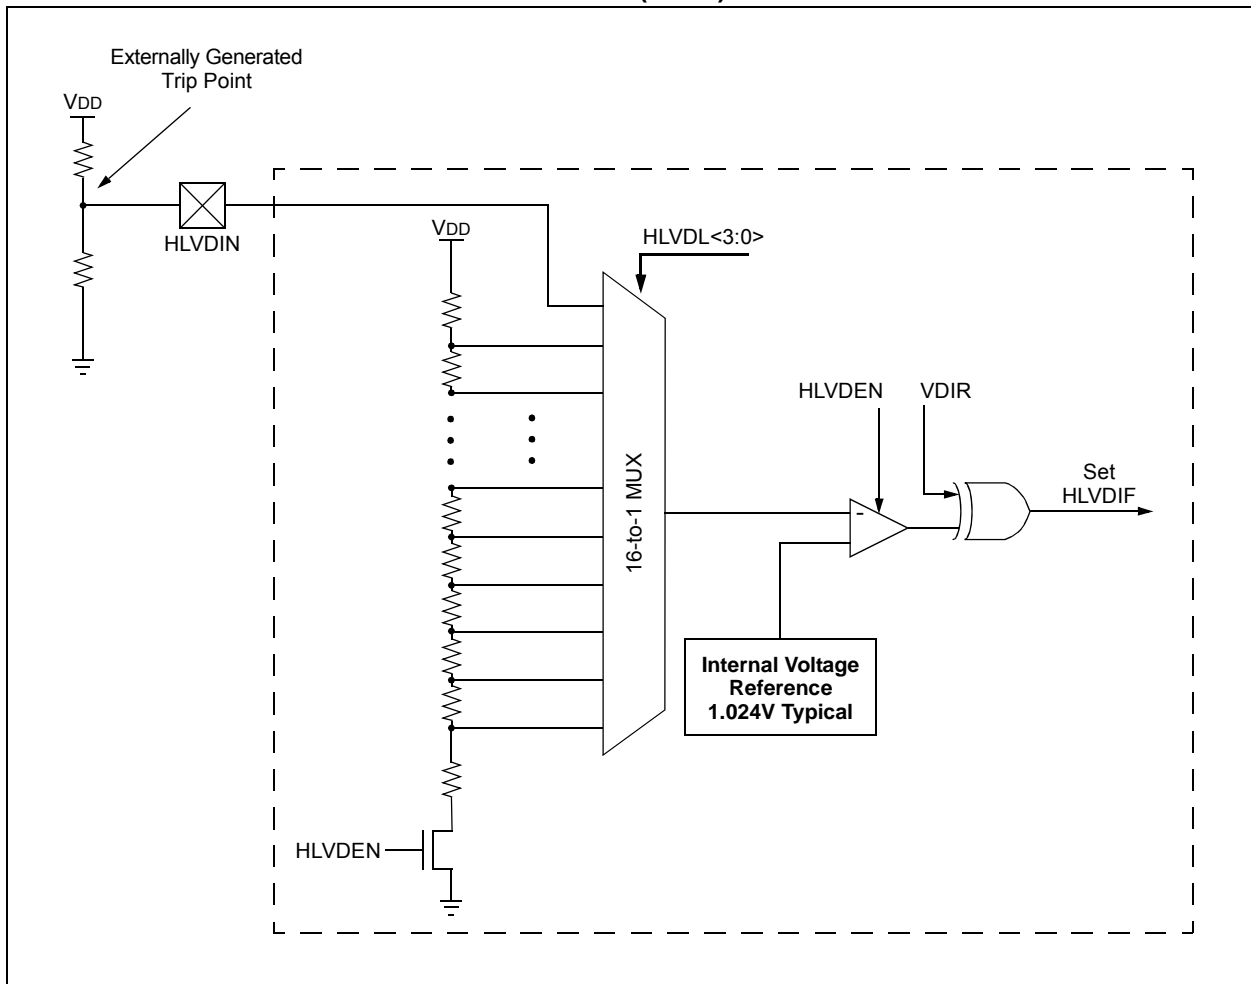 Externally Generated
Trip Point
VDD
HLVDIN
VDD
HLVDL<3:0>
HLVDEN
VDIR
Set
HLVDIF
16-to-1 MUX
-
Internal Voltage
Reference
1.024V Typical
HLVDEN